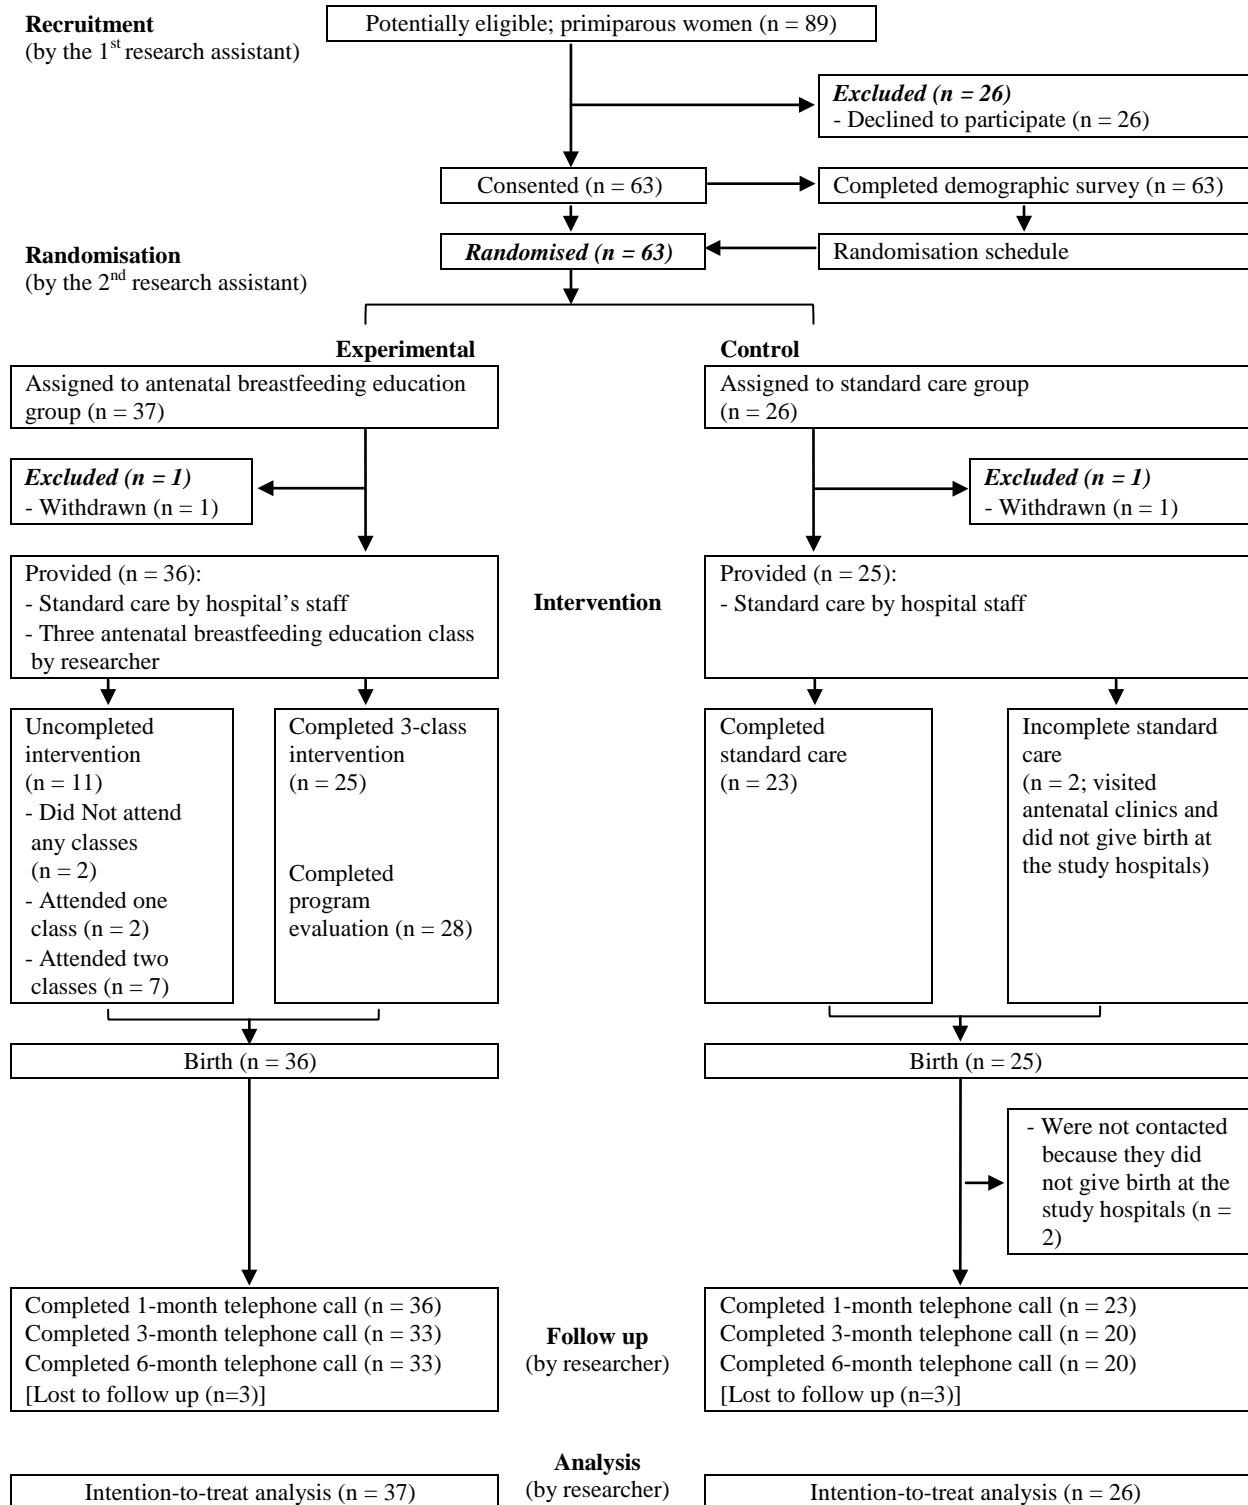 Recruitment
(by the 1st research assistant)
Potentially eligible; primiparous women (n = 89)
Excluded (n = 26)
- Declined to participate (n = 26)
Consented (n = 63)
Completed demographic survey (n = 63)
Randomisation
(by the 2nd research assistant)
Randomised (n = 63)
Randomisation schedule
Experimental
Control
Assigned to antenatal breastfeeding education
group (n = 37)
Assigned to standard care group
(n = 26)
Excluded (n = 1)
- Withdrawn (n = 1)
Excluded (n = 1)
- Withdrawn (n = 1)
Provided (n = 36):
- Standard care by hospital's staff
- Three antenatal breastfeeding education class
by researcher
Intervention
Provided (n = 25):
- Standard care by hospital staff
Uncompleted
intervention
(n = 11)
- Did Not attend
any classes
(n = 2)
- Attended one
class (n = 2)
- Attended two
classes (n = 7)
Completed 3-class
intervention
(n = 25)
Completed
program
evaluation (n = 28)
Completed
standard care
(n = 23)
Incomplete standard
care
(n = 2; visited
antenatal clinics and
did not give birth at
the study hospitals)
Birth (n = 36)
Birth (n = 25)
- Were not contacted
because they did
not give birth at the
study hospitals (n =
2)
Completed 1-month telephone call (n = 36)
Completed 3-month telephone call (n = 33)
Completed 6-month telephone call (n = 33)
[Lost to follow up (n=3)]
Follow up
(by researcher)
Completed 1-month telephone call (n = 23)
Completed 3-month telephone call (n = 20)
Completed 6-month telephone call (n = 20)
[Lost to follow up (n=3)]
Analysis
(by researcher)
Intention-to-treat analysis (n = 37)
Intention-to-treat analysis (n = 26)